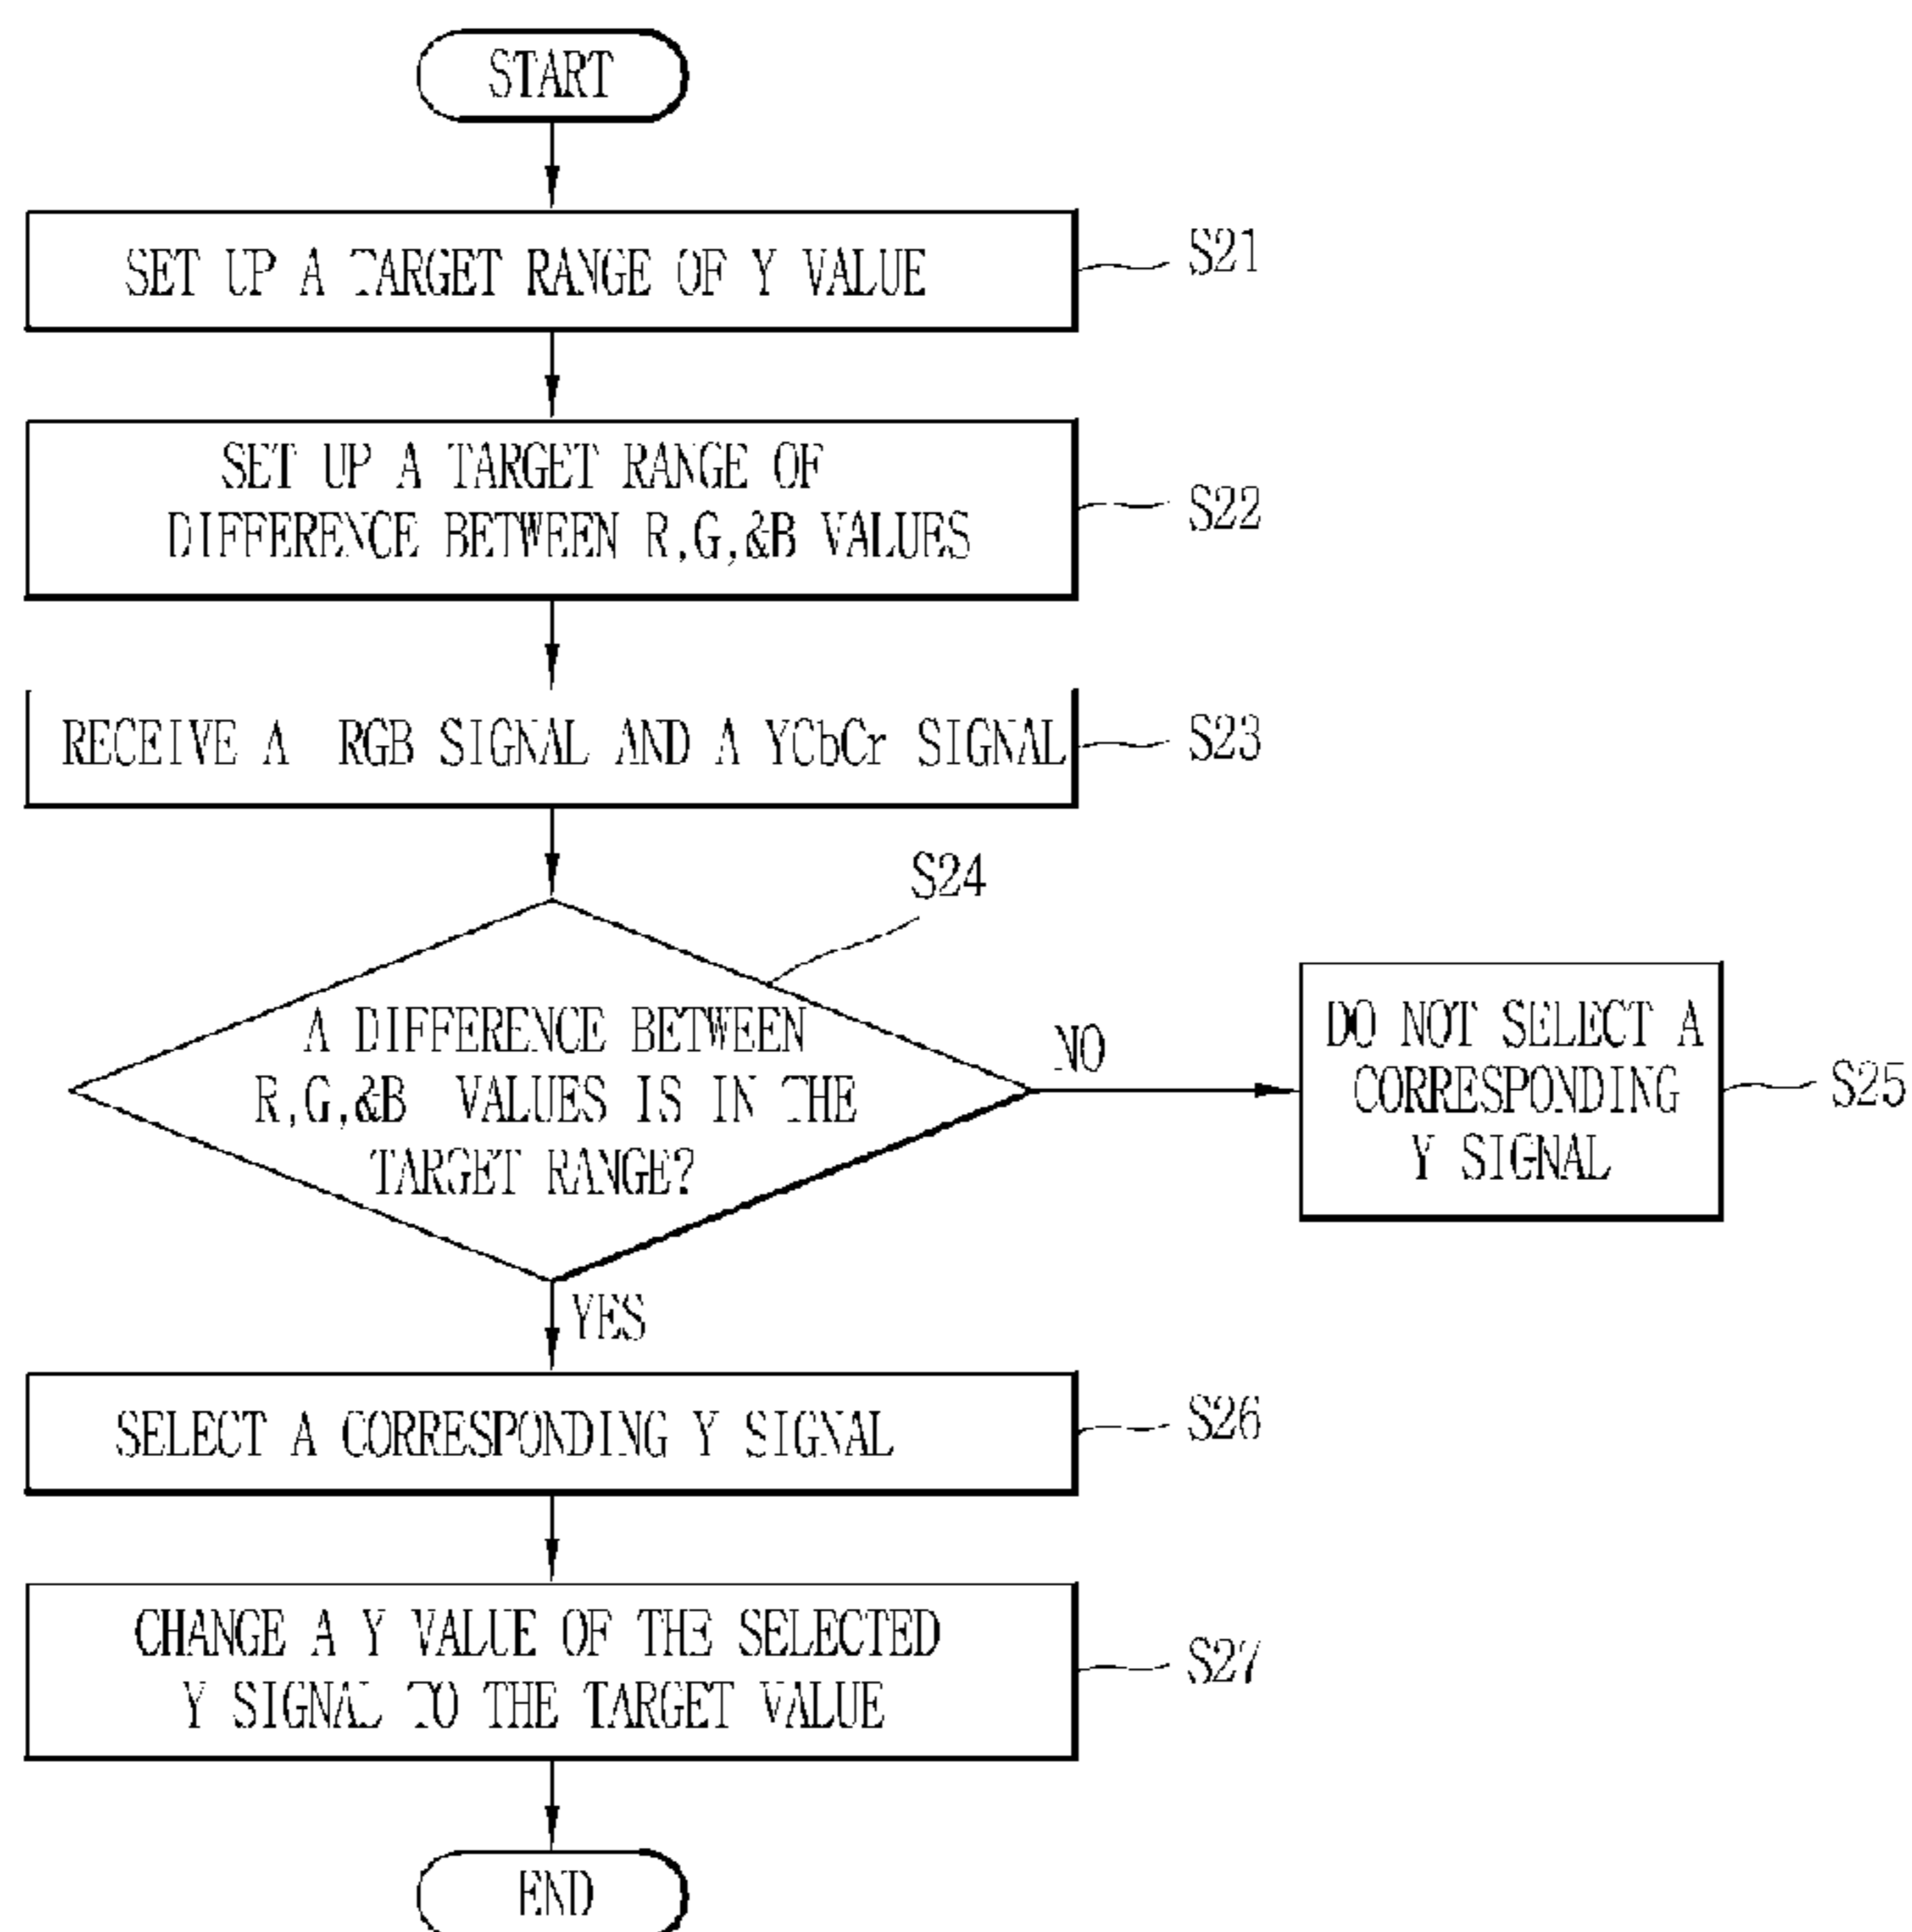 START
SET UP A TARGET RANGE OF Y VALUE
S21
SET UP A TARGET RANGE OF
DIFFERENCE BETWEEN R,G,&B VALUES
S22
RECEIVE A RGB SIGNAL AND A YCbCr SIGNAL
S23
S24
A DIFFERENCE BETWEEN
R,G,&B VALUES IS IN THE
TARGET RANGE?
NO
DO NOT SELECT A
CORRESPONDING
Y SIGNAL
S25
YES
SELECT A CORRESPONDING Y SIGNAL
S26
CHANGE A Y VALUE OF THE SELECTED
Y SIGNAL TO THE TARGET VALUE
S27
END